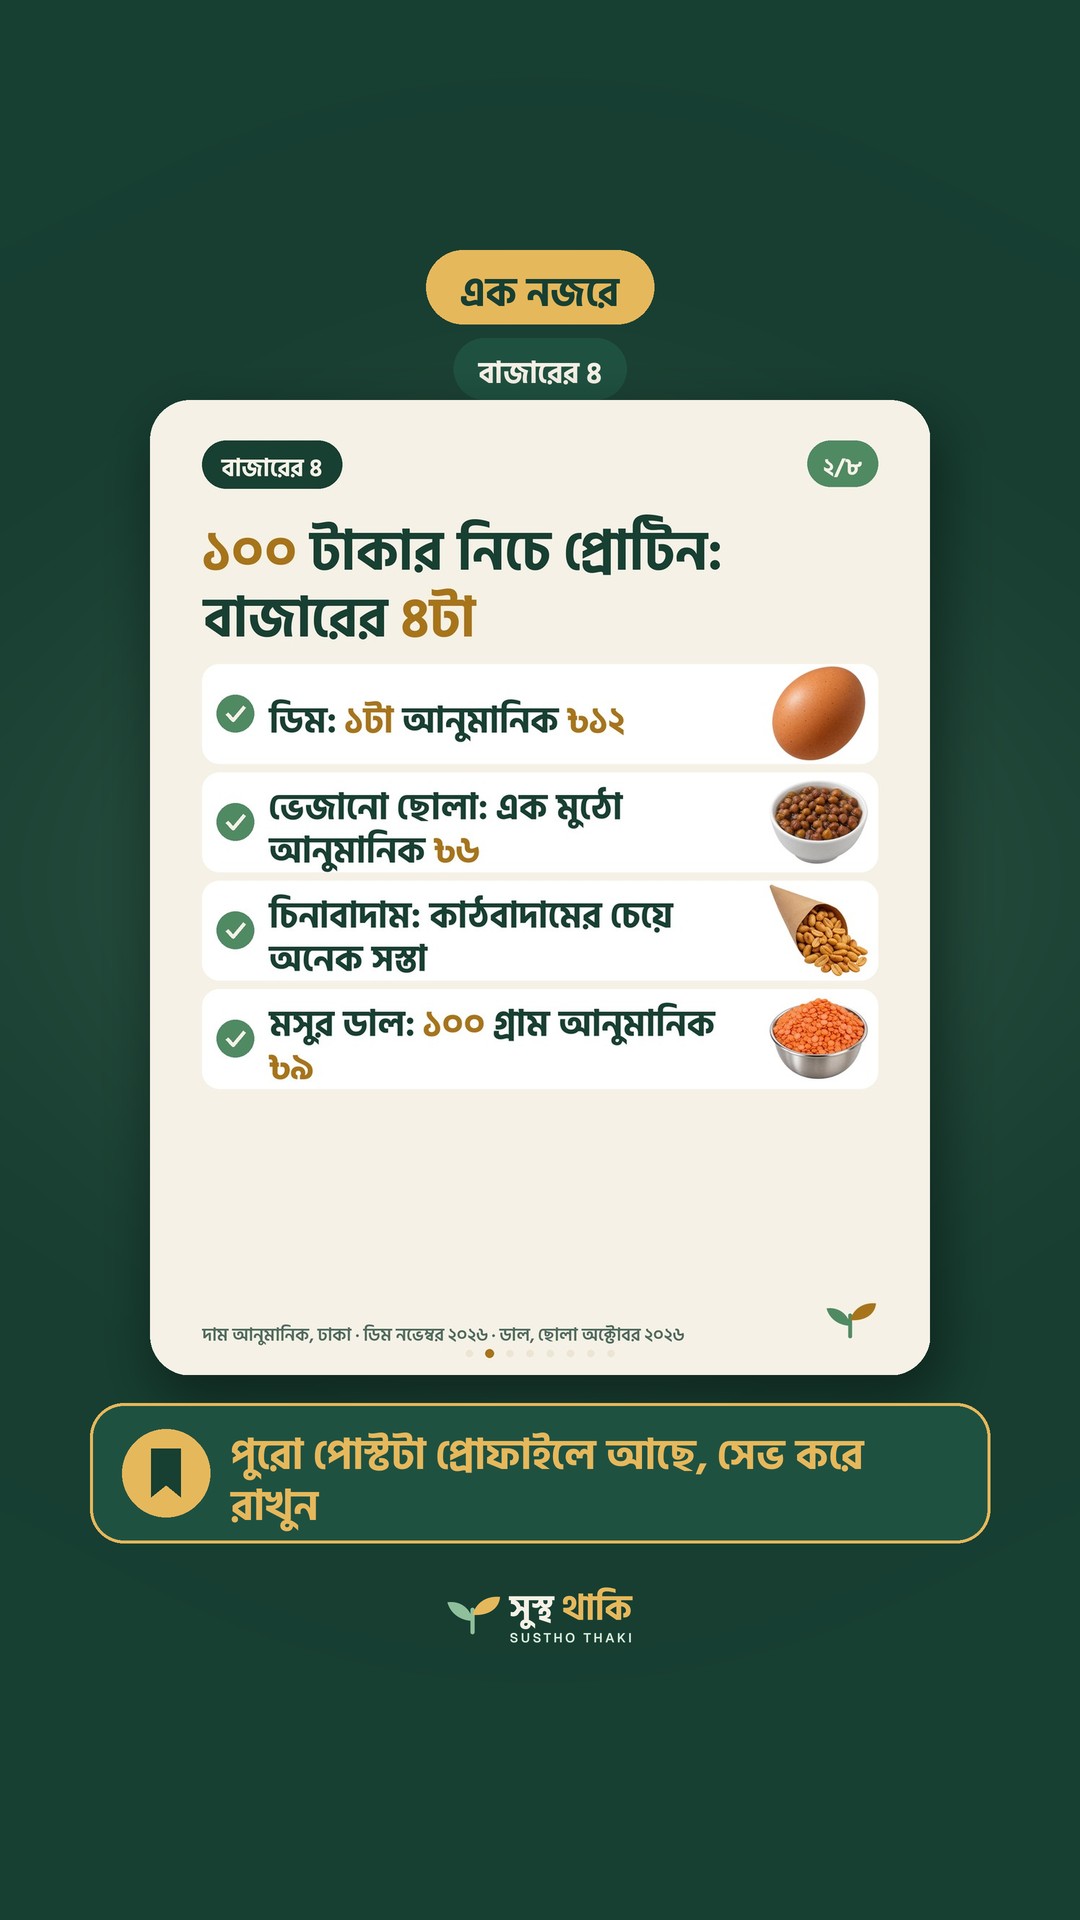 এক নজরে
বাজারের ৪
বাজারের ৪
২/৮
১০০ টাকার নিচে প্রোটিন:
বাজারের ৪টা
ডিম: ১টা আনুমানিক ৳১২
ভেজানো ছোলা: এক মুঠো
আনুমানিক ৳৬
চিনাবাদাম: কাঠবাদামের চেয়ে
অনেক সস্তা
মসুর ডাল: ১০০ গ্রাম আনুমানিক
৳৯
দাম আনুমানিক, ঢাকা · ডিম নভেম্বর ২০২৬ · ডাল, ছোলা অক্টোবর ২০২৬
পুরো পোস্টটা প্রোফাইলে আছে, সেভ করে
রাখুন
সুস্থ থাকি
SUSTHO THAKI